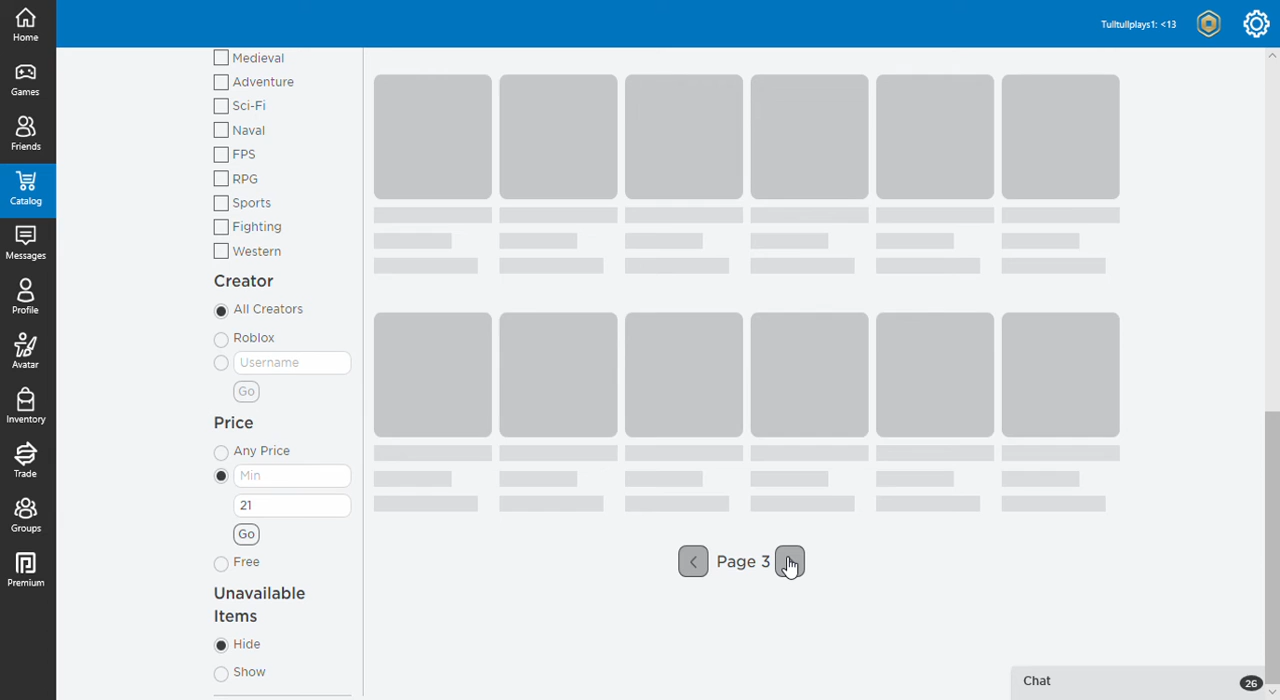 Tulltullplays1: <13
Home
Games
Friends
Catalog
Messages
Profile
Avatar
Inventory
Trade
Groups
Premium
Medieval
Adventure
Sci-Fi
Naval
FPS
RPG
Sports
Fighting
Western
Creator
All Creators
Roblox
Username
Go
Price
Any Price
Min
21
Go
Free
Unavailable
Items
Hide
Show
Page 3
Chat
26